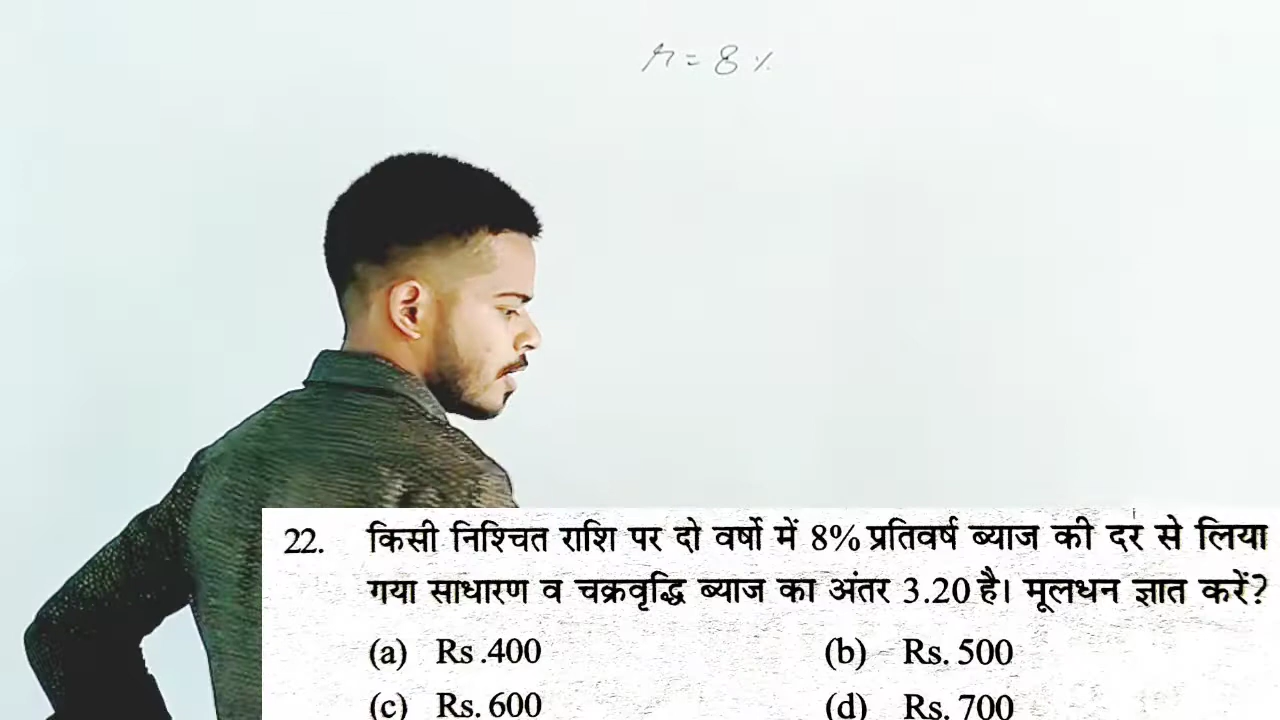 r = 8%
22. किसी निश्चित राशि पर दो वर्षो में 8% प्रतिवर्ष ब्याज की दर से लिया
गया साधारण व चक्रवृद्धि ब्याज का अंतर 3.20 है। मूलधन ज्ञात करें?
(a) Rs .400 (b) Rs. 500
(c) Rs. 600 (d) Rs. 700